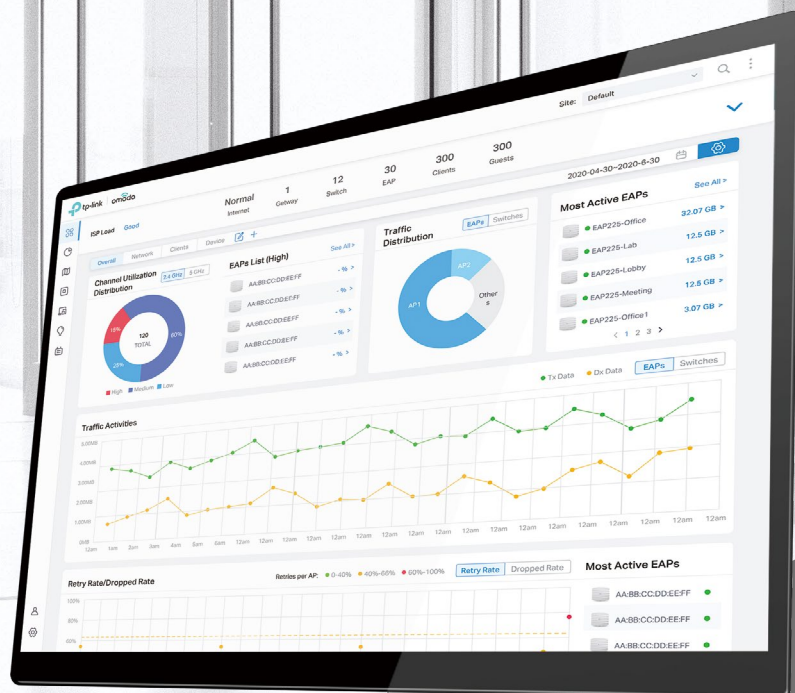 Site: Default
tp-link omada
Normal
Internet
1
Getway
12
Switch
30
EAP
300
Clients
300
Guests
ISP Load Good
2020-04-30~2020-6-30
Overall Network Clients Device +
Channel Utilization
Distribution
2.4 GHz 5 GHz
15%
60%
25%
120
TOTAL
High Medium Low
EAPs List (High)
See All >
AA:BB:CC:DD:EE:FF - % >
AA:BB:CC:DD:EE:FF - % >
AA:BB:CC:DD:EE:FF - % >
AA:BB:CC:DD:EE:FF - % >
AA:BB:CC:DD:EE:FF - % >
Traffic
Distribution
EAPs Switches
AP2
AP1
Other
s
Most Active EAPs
See All >
EAP225-Office 32.07 GB >
EAP225-Lab 12.5 GB >
EAP225-Lobby 12.5 GB >
EAP225-Meeting 12.5 GB >
EAP225-Office1 3.07 GB >
< 1 2 3 >
Traffic Activities
Tx Data Dx Data
EAPs Switches
5.00MB
4.00MB
3.00MB
2.00MB
1.00MB
0MB
12am 1am 2am 3am 4am 5am 6am 12am 12am 12am 12am 12am 12am 12am 12am 12am 12am 12am 12am 12am 12am 12am 12am
Retry Rate/Dropped Rate
Retries per AP: 0-40% 40%-60% 60%-100%
Retry Rate Dropped Rate
100%
80%
60%
Most Active EAPs
AA:BB:CC:DD:EE:FF
AA:BB:CC:DD:EE:FF
AA:BB:CC:DD:EE:FF